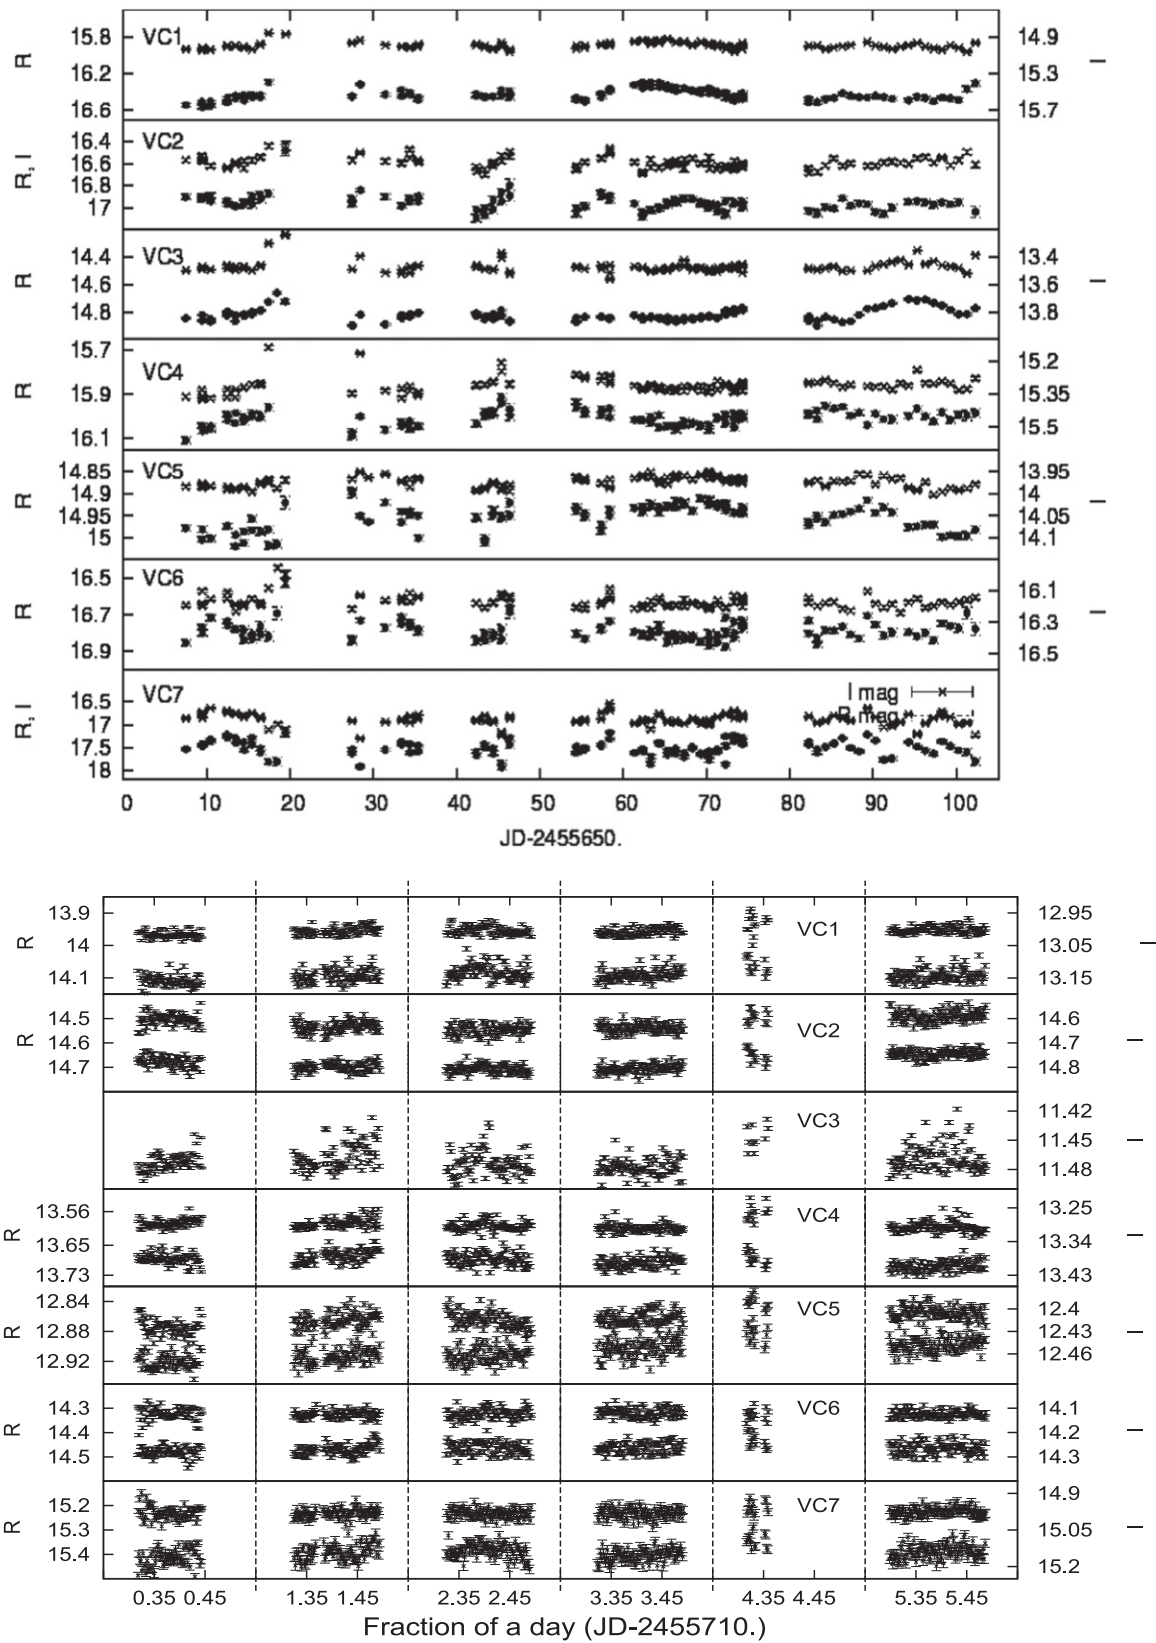 R 15.8 16.2 16.6 VC1 14.9 15.3 15.7 I
R, I 16.4 16.6 16.8 17 VC2
R 14.4 14.6 14.8 VC3 13.4 13.6 13.8 I
R 15.7 15.9 16.1 VC4 15.2 15.35 15.5
R 14.85 14.9 14.95 15 VC5 13.95 14 14.05 14.1 I
R 16.5 16.7 16.9 VC6 16.1 16.3 16.5 I
R, I 16.5 17 17.5 18 VC7
I mag
R mag
0 10 20 30 40 50 60 70 80 90 100
JD-2455650.
R 13.9 14 14.1 VC1 12.95 13.05 13.15 I
R 14.5 14.6 14.7 VC2 14.6 14.7 14.8 I
VC3 11.42 11.45 11.48 I
R 13.56 13.65 13.73 VC4 13.25 13.34 13.43 I
R 12.84 12.88 12.92 VC5 12.4 12.43 12.46 I
R 14.3 14.4 14.5 VC6 14.1 14.2 14.3 I
R 15.2 15.3 15.4 VC7 14.9 15.05 15.2 I
0.35 0.45 1.35 1.45 2.35 2.45 3.35 3.45 4.35 4.45 5.35 5.45
Fraction of a day (JD-2455710.)